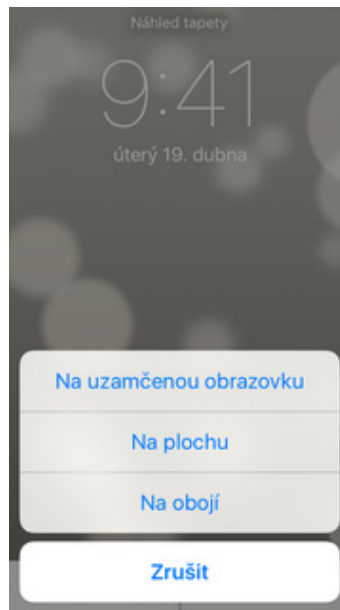 Náhled tapety
9:41
úterý 19. dubna
Na uzamčenou obrazovku
Na plochu
Na obojí
Zrušit